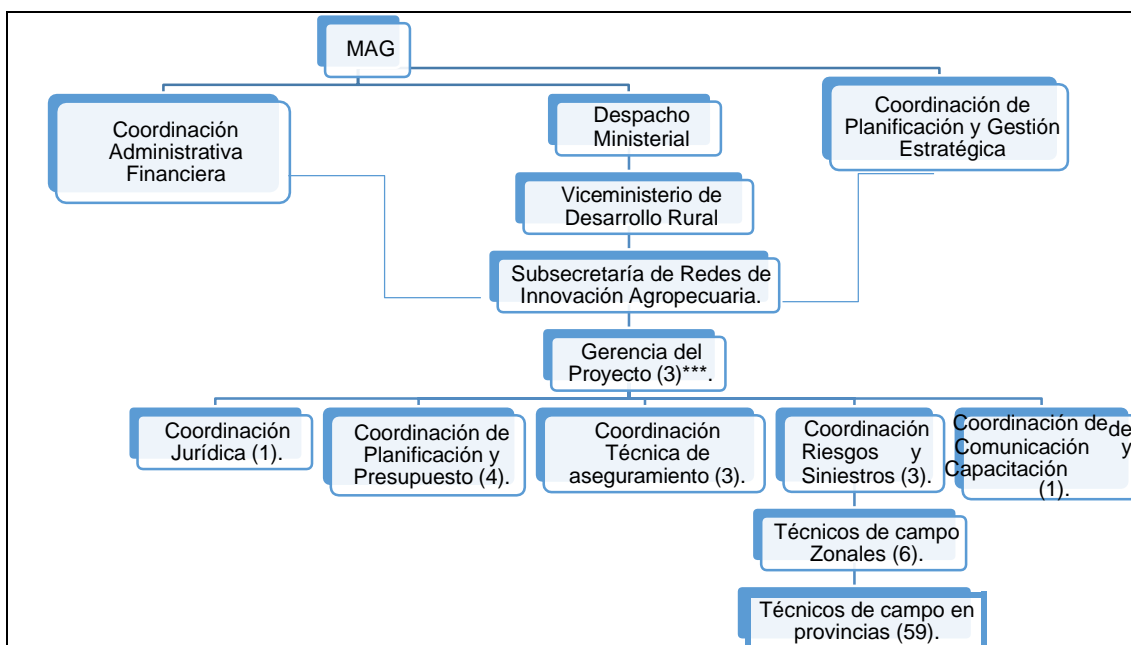 MAG
Coordinación
Administrativa
Financiera
Despacho
Ministerial
Coordinación de
Planificación y Gestión
Estratégica
Viceministerio de
Desarrollo Rural
Subsecretaría de Redes de
Innovación Agropecuaria.
Gerencia del
Proyecto (3)***.
Coordinación
Jurídica (1).
Coordinación de
Planificación y
Presupuesto (4).
Coordinación
Técnica de
aseguramiento (3).
Coordinación de
Riesgos y
Siniestros (3).
Coordinación de
Comunicación y
Capacitación
(1).
Técnicos de campo
Zonales (6).
Técnicos de campo en
provincias (59).